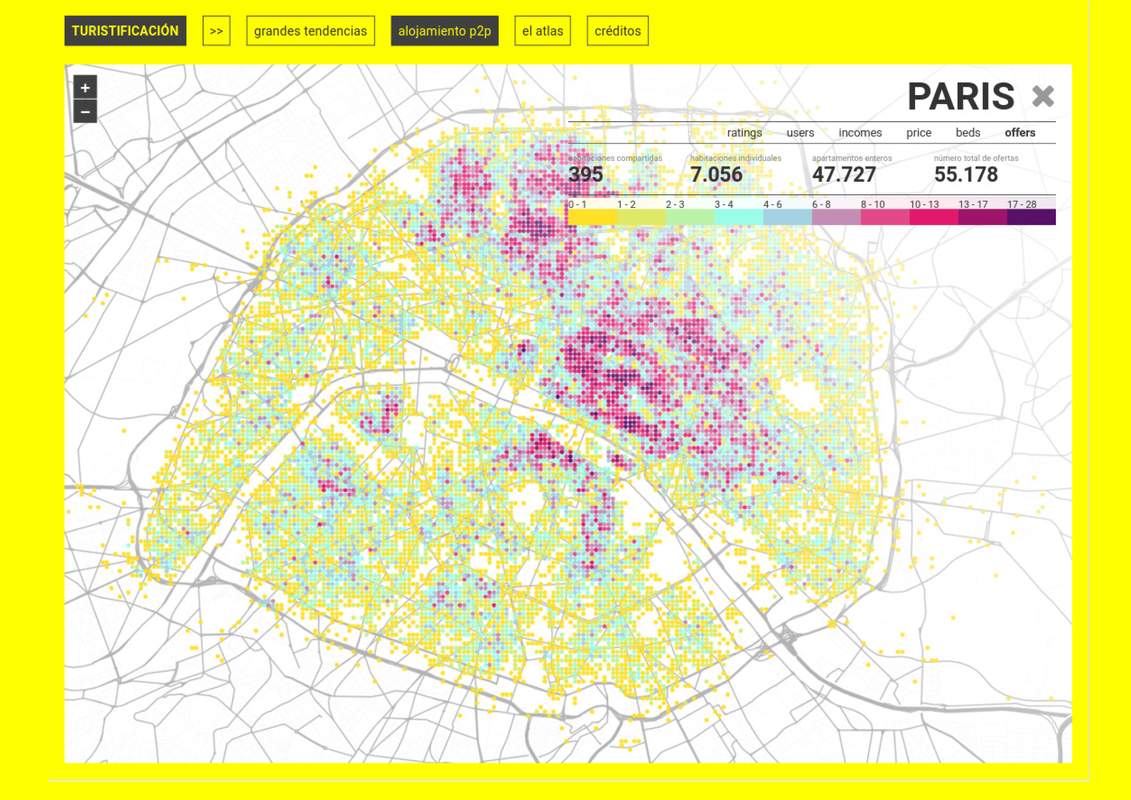 TURISTIFICACIÓN >> grandes tendencias alojamiento p2p el atlas créditos
+
−
PARIS ✖
ratings users incomes price beds offers
habitaciones compartidas habitaciones individuales apartamentos enteros número total de ofertas
395 7.056 47.727 55.178
0 - 1 1 - 2 2 - 3 3 - 4 4 - 6 6 - 8 8 - 10 10 - 13 13 - 17 17 - 28